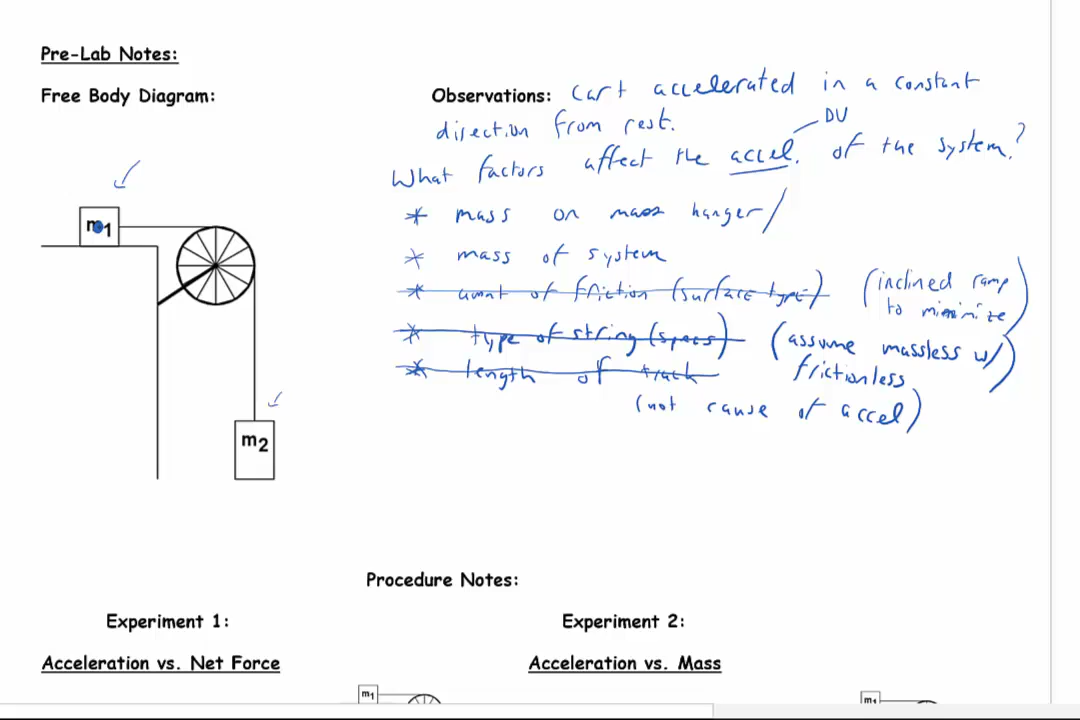 Pre-Lab Notes:
Free Body Diagram:
Observations: Cart accelerated in a constant
direction from rest.
DV
What factors affect the accel. of the system?
* mass on mass hanger/
* mass of system
* amnt of friction (surface type) (inclined ramp
to minimize)
* type of string (specs) (assume massless w/
frictionless)
* length of track
(not cause of accel)
m1
m2
Procedure Notes:
Experiment 1: Experiment 2:
Acceleration vs. Net Force Acceleration vs. Mass
m1 m1